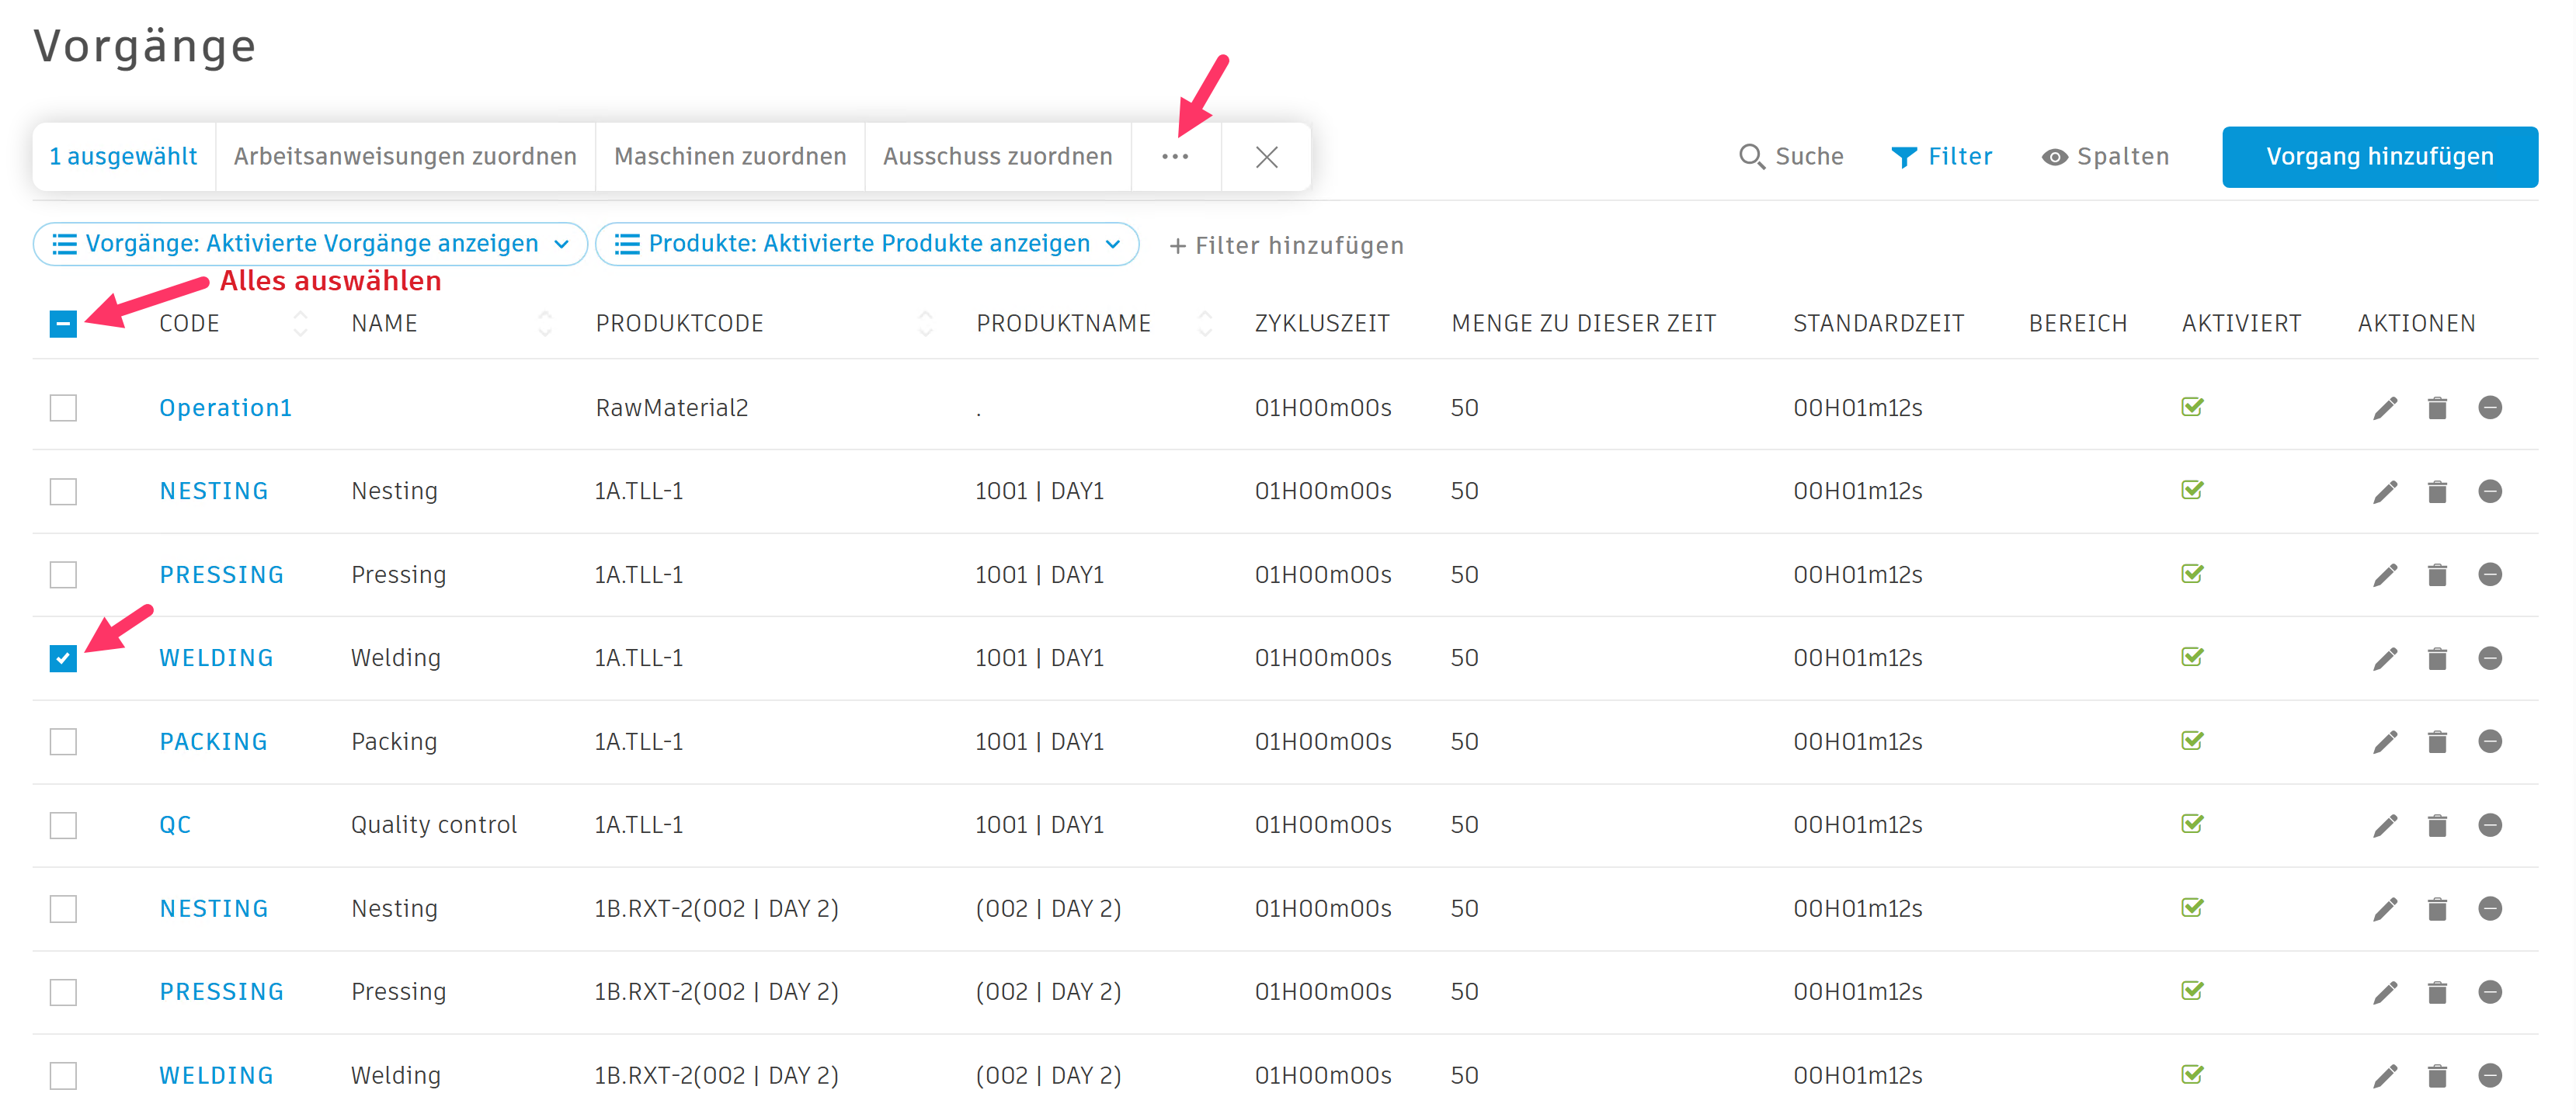 Vorgänge
1 ausgewählt Arbeitsanweisungen zuordnen Maschinen zuordnen Ausschuss zuordnen ... Suche Filter Spalten Vorgang hinzufügen
Vorgänge: Aktivierte Vorgänge anzeigen Produkte: Aktivierte Produkte anzeigen + Filter hinzufügen
Alles auswählen
CODE NAME PRODUKTCODE PRODUKTNAME ZYKLUSZEIT MENGE ZU DIESER ZEIT STANDARDZEIT BEREICH AKTIVIERT AKTIONEN
Operation1 RawMaterial2 . 01H00m00s 50 00H01m12s
NESTING Nesting 1A.TLL-1 1001 | DAY1 01H00m00s 50 00H01m12s
PRESSING Pressing 1A.TLL-1 1001 | DAY1 01H00m00s 50 00H01m12s
WELDING Welding 1A.TLL-1 1001 | DAY1 01H00m00s 50 00H01m12s
PACKING Packing 1A.TLL-1 1001 | DAY1 01H00m00s 50 00H01m12s
QC Quality control 1A.TLL-1 1001 | DAY1 01H00m00s 50 00H01m12s
NESTING Nesting 1B.RXT-2(002 | DAY 2) (002 | DAY 2) 01H00m00s 50 00H01m12s
PRESSING Pressing 1B.RXT-2(002 | DAY 2) (002 | DAY 2) 01H00m00s 50 00H01m12s
WELDING Welding 1B.RXT-2(002 | DAY 2) (002 | DAY 2) 01H00m00s 50 00H01m12s